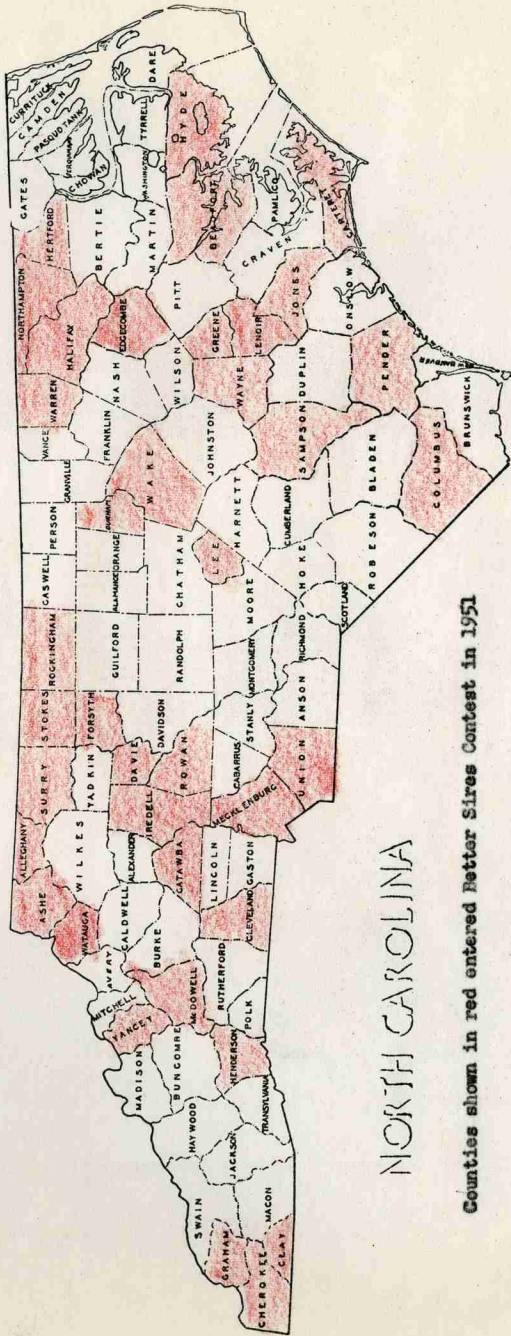 CURRITUCK
CAMDEN
PASQUOTANK
GATES
CHOWAN
HERTFORD
NORTHAMPTON
BERTIE
HALIFAX
WARREN
VANCE
GRANVILLE
PERSON
CASWELL
ROCKINGHAM
STOKES
SURRY
ALLEGHANY
ASHE
WATAUGA
WILKES
YADKIN
FORSYTH
GUILFORD
ALAMANCE
ORANGE
DURHAM
FRANKLIN
NASH
EDGECOMBE
MARTIN
WASHINGTON
TYRRELL
DARE
HYDE
BEAUFORT
PITT
WILSON
WAKE
CHATHAM
RANDOLPH
DAVIDSON
DAVIE
IREDELL
ROWAN
ALEXANDER
CALDWELL
AVERY
MITCHELL
YANCEY
MADISON
BUNCOMBE
MCDOWELL
BURKE
CATAWBA
LINCOLN
GASTON
CLEVELAND
RUTHERFORD
POLK
HENDERSON
TRANSYLVANIA
HAYWOOD
JACKSON
SWAIN
MACON
GRAHAM
CHEROKEE
CLAY
MECKLENBURG
CABARRUS
STANLY
MONTGOMERY
MOORE
LEE
HARNETT
JOHNSTON
WAYNE
GREENE
LENOIR
CRAVEN
PAMLICO
CARTERET
JONES
ONSLOW
DUPLIN
SAMPSON
CUMBERLAND
HOKE
SCOTLAND
RICHMOND
ANSON
UNION
ROBESON
BLADEN
PENDER
NEW HANOVER
BRUNSWICK
COLUMBUS
NORTH CAROLINA
Counties shown in red entered Better Sires Contest in 1951